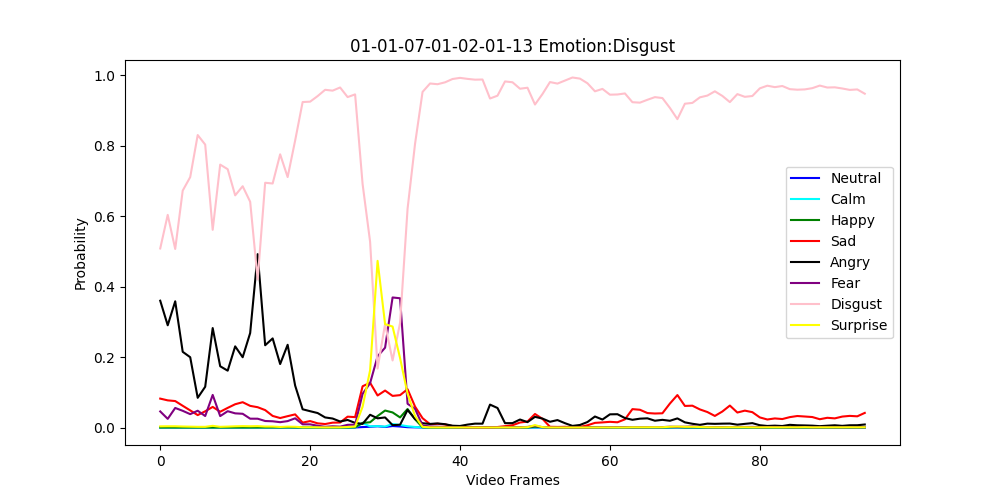 01-01-07-01-02-01-13 Emotion:Disgust
Probability
1.0
0.8
0.6
0.4
0.2
0.0
Neutral
Calm
Happy
Sad
Angry
Fear
Disgust
Surprise
0 20 40 60 80
Video Frames